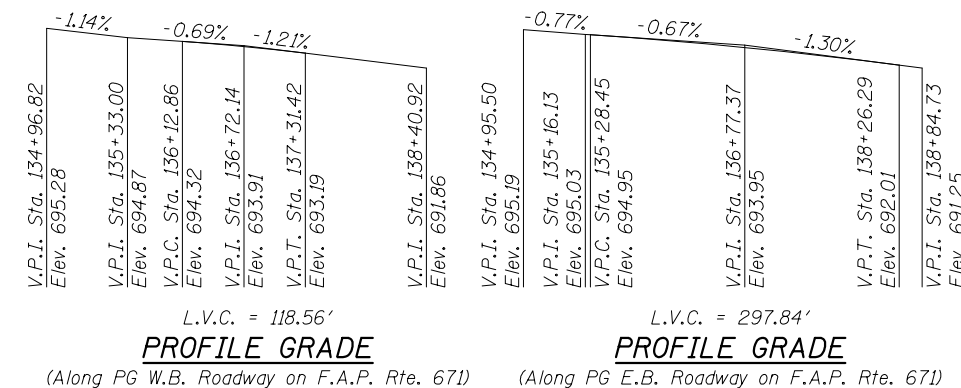 -1.14%
-0.69%
-1.21%
V.P.I. Sta. 134+96.82
Elev. 695.28
V.P.I. Sta. 135+33.00
Elev. 694.87
V.P.C. Sta. 136+12.86
Elev. 694.32
V.P.I. Sta. 136+72.14
Elev. 693.91
V.P.T. Sta. 137+31.42
Elev. 693.19
V.P.I. Sta. 138+40.92
Elev. 691.86
L.V.C. = 118.56'
PROFILE GRADE
(Along PG W.B. Roadway on F.A.P. Rte. 671)
-0.77%
-0.67%
-1.30%
V.P.I. Sta. 134+95.50
Elev. 695.19
V.P.I. Sta. 135+16.13
Elev. 695.03
V.P.C. Sta. 135+28.45
Elev. 694.95
V.P.I. Sta. 136+77.37
Elev. 693.95
V.P.T. Sta. 138+26.29
Elev. 692.01
V.P.I. Sta. 138+84.73
Elev. 691.25
L.V.C. = 297.84'
PROFILE GRADE
(Along PG E.B. Roadway on F.A.P. Rte. 671)